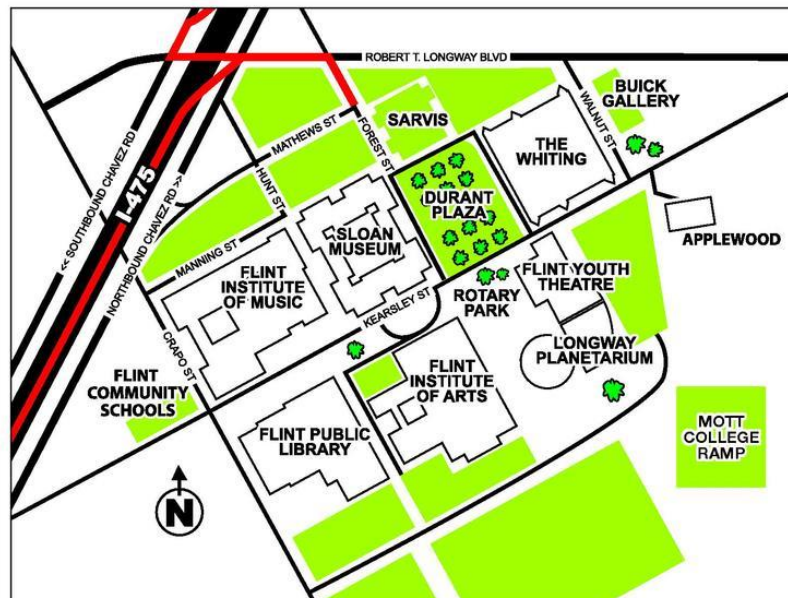 ROBERT T. LONGWAY BLVD
BUICK
GALLERY
SARVIS
MATHEWS ST
FOREST ST
WALNUT ST
THE
WHITING
<< SOUTHBOUND CHAVEZ RD
I-475
NORTHBOUND CHAVEZ RD >>
HUNT ST
DURANT
PLAZA
SLOAN
MUSEUM
MANNING ST
APPLEWOOD
FLINT
INSTITUTE
OF MUSIC
FLINT YOUTH
THEATRE
ROTARY
PARK
KEARSLEY ST
CRAPO ST
LONGWAY
PLANETARIUM
FLINT
COMMUNITY
SCHOOLS
FLINT
INSTITUTE
OF ARTS
FLINT PUBLIC
LIBRARY
MOTT
COLLEGE
RAMP
N